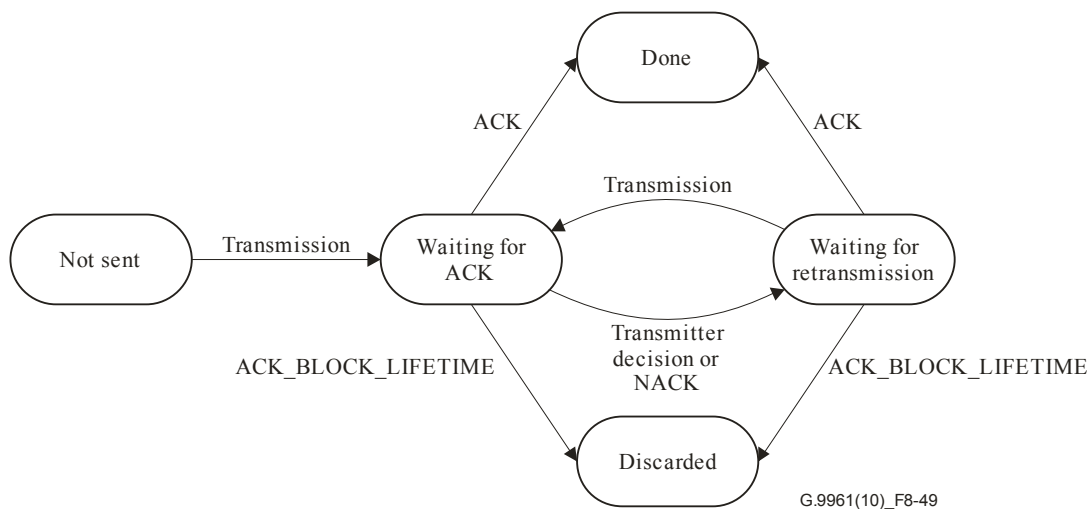 Done
ACK
ACK
Transmission
Not sent
Transmission
Waiting for
ACK
Waiting for
retransmission
Transmitter
decision or
NACK
ACK_BLOCK_LIFETIME
ACK_BLOCK_LIFETIME
Discarded
G.9961(10)_F8-49